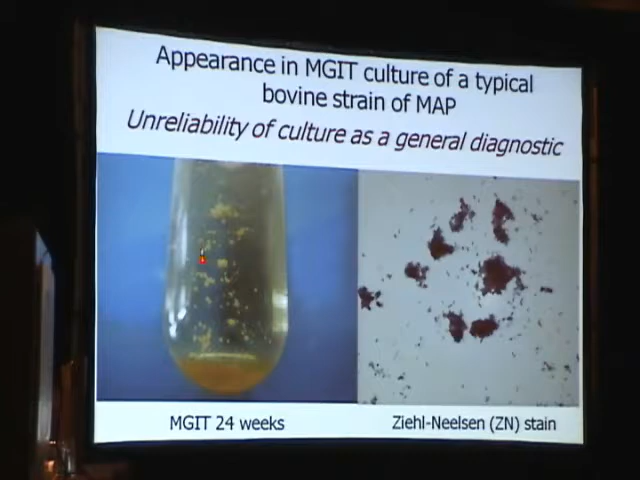 Appearance in MGIT culture of a typical
bovine strain of MAP
Unreliability of culture as a general diagnostic
MGIT 24 weeks
Ziehl-Neelsen (ZN) stain